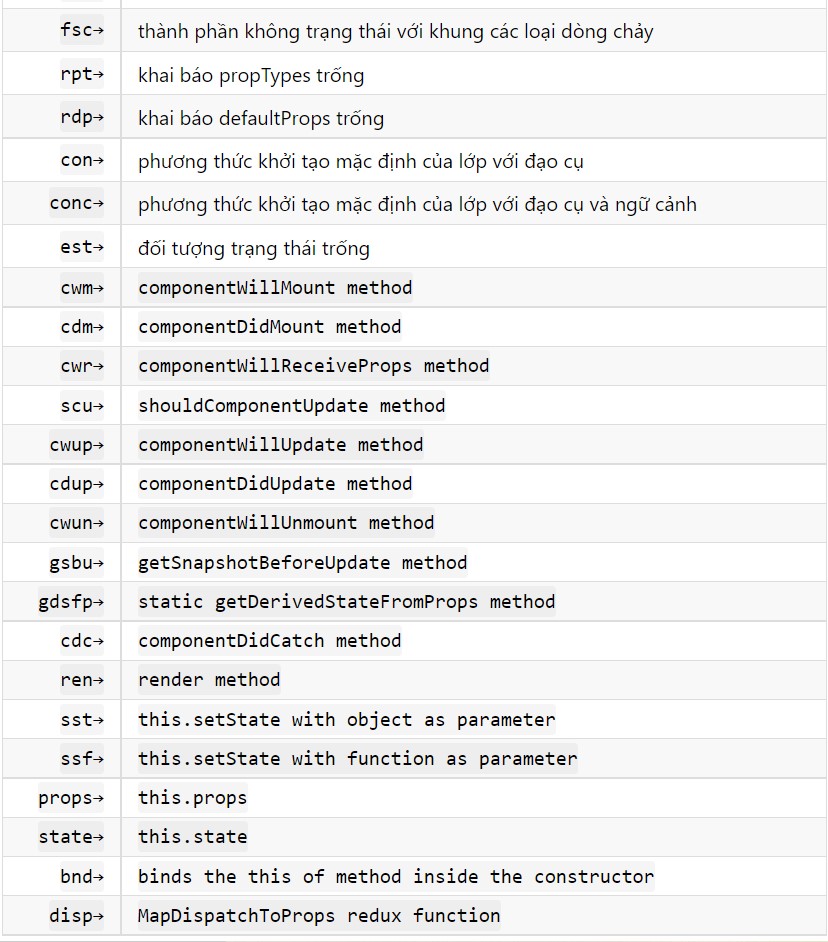 fsc→ thành phần không trạng thái với khung các loại dòng chảy
rpt→ khai báo propTypes trống
rdp→ khai báo defaultProps trống
con→ phương thức khởi tạo mặc định của lớp với đạo cụ
conc→ phương thức khởi tạo mặc định của lớp với đạo cụ và ngữ cảnh
est→ đối tượng trạng thái trống
cwm→ componentWillMount method
cdm→ componentDidMount method
cwr→ componentWillReceiveProps method
scu→ shouldComponentUpdate method
cwup→ componentWillUpdate method
cdup→ componentDidUpdate method
cwun→ componentWillUnmount method
gsbu→ getSnapshotBeforeUpdate method
gdsfp→ static getDerivedStateFromProps method
cdc→ componentDidCatch method
ren→ render method
sst→ this.setState with object as parameter
ssf→ this.setState with function as parameter
props→ this.props
state→ this.state
bnd→ binds the this of method inside the constructor
disp→ MapDispatchToProps redux function